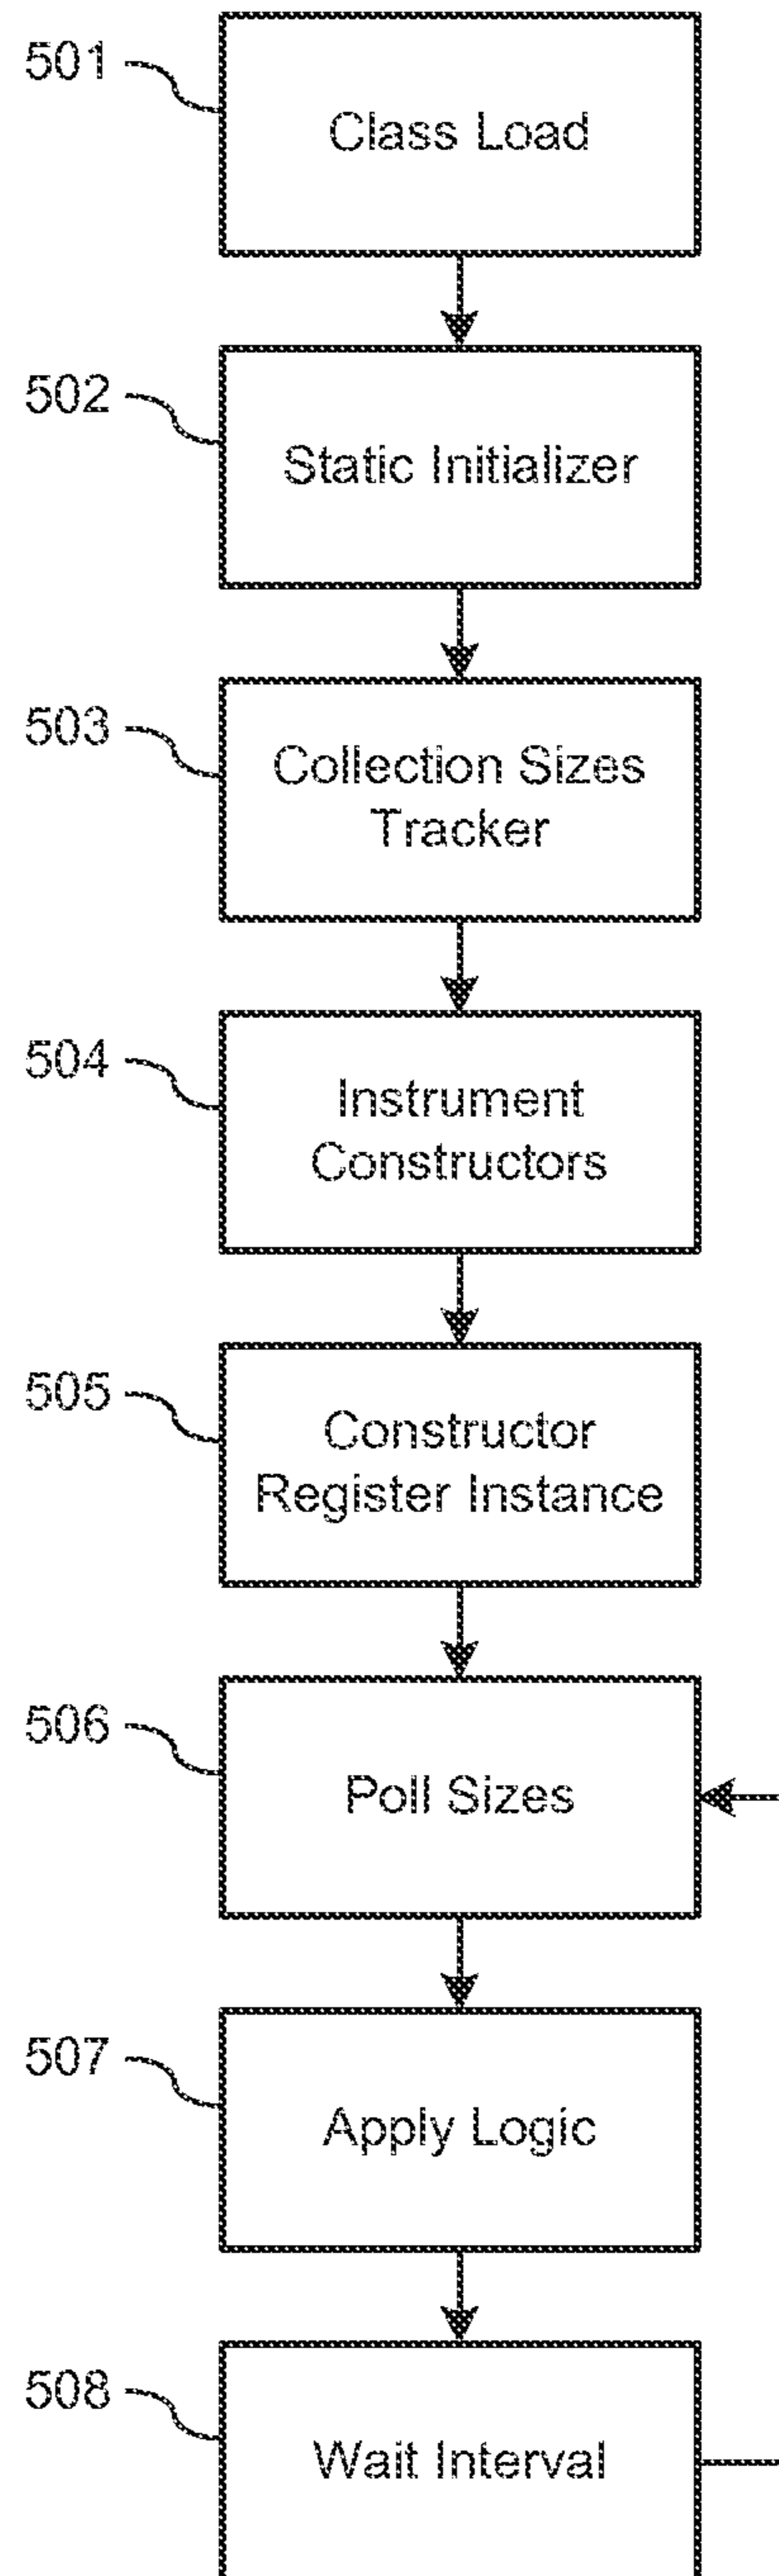 501
Class Load
502
Static Initializer
503
Collection Sizes
Tracker
504
Instrument
Constructors
505
Constructor
Register Instance
506
Poll Sizes
507
Apply Logic
508
Wait Interval